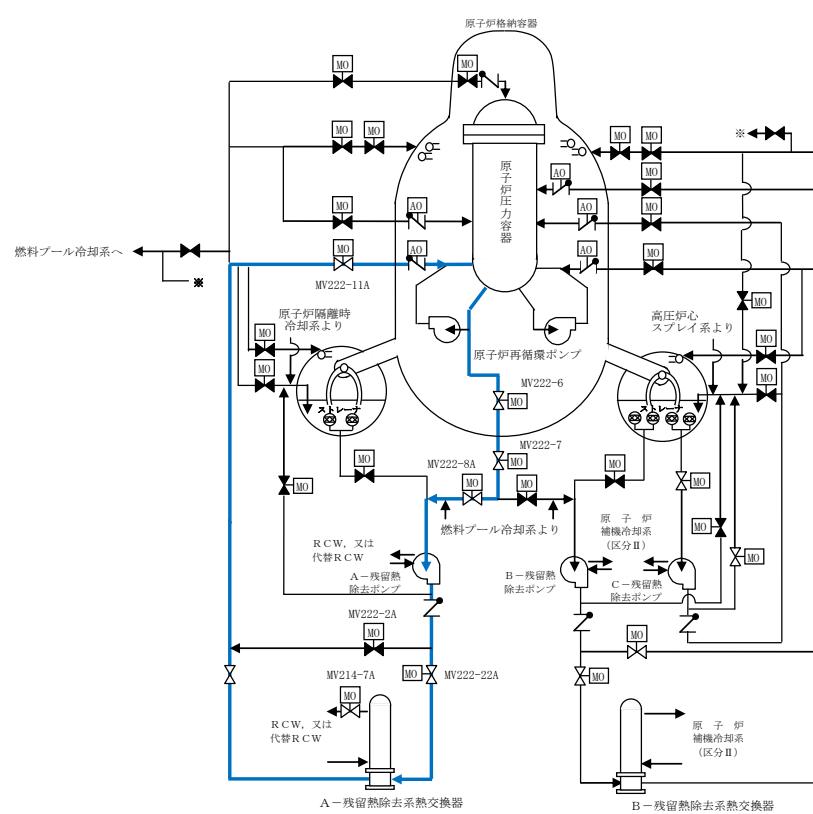 原子炉格納容器
MO
MO
MO
MO
※
MO
MO
原子炉圧力容器
AO
MO
MO
AO
AO
MO
燃料プール冷却系へ
MO
AO
AO
MO
※
MV222-11A
原子炉隔離時
冷却系より
MO
高圧炉心
スプレイ系より
MO
MO
原子炉再循環ポンプ
MO
MO
MV222-6
MO
MO
ストレーナ
ストレーナ
MV222-7
MO
MO
MV222-8A
MO
MO
MO
MO
MO
燃料プール冷却系より
RCW，又は
代替RCW
原 子 炉
補機冷却系
（区分Ⅱ）
MO
MO
A－残留熱
除去ポンプ
B－残留熱
除去ポンプ
C－残留熱
除去ポンプ
MV222-2A
MO
MO
MV214-7A
MO
MV222-22A
MO
MO
RCW，又は
代替RCW
原 子 炉
補機冷却系
（区分Ⅱ）
A－残留熱除去系熱交換器
B－残留熱除去系熱交換器